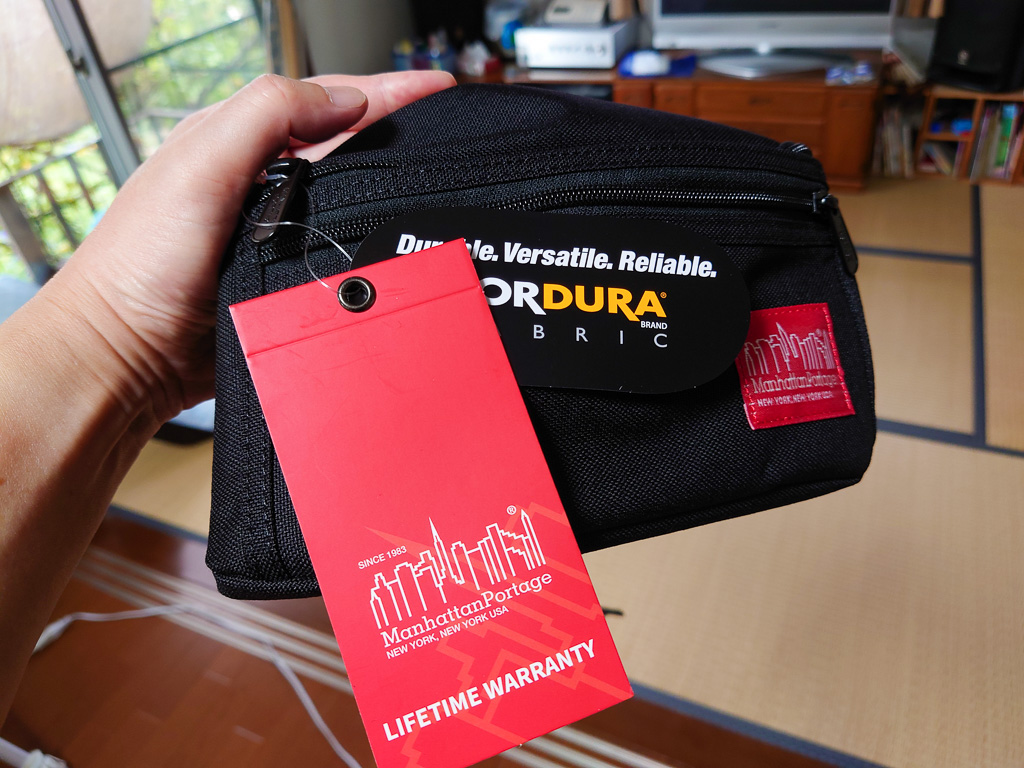 Versatile. Reliable.
ORDURA®
BRAND
BRIC
SINCE 1983
®
ManhattanPortage
NEW YORK, NEW YORK USA
LIFETIME WARRANTY
ManhattanPortage
NEW YORK, NEW YORK USA